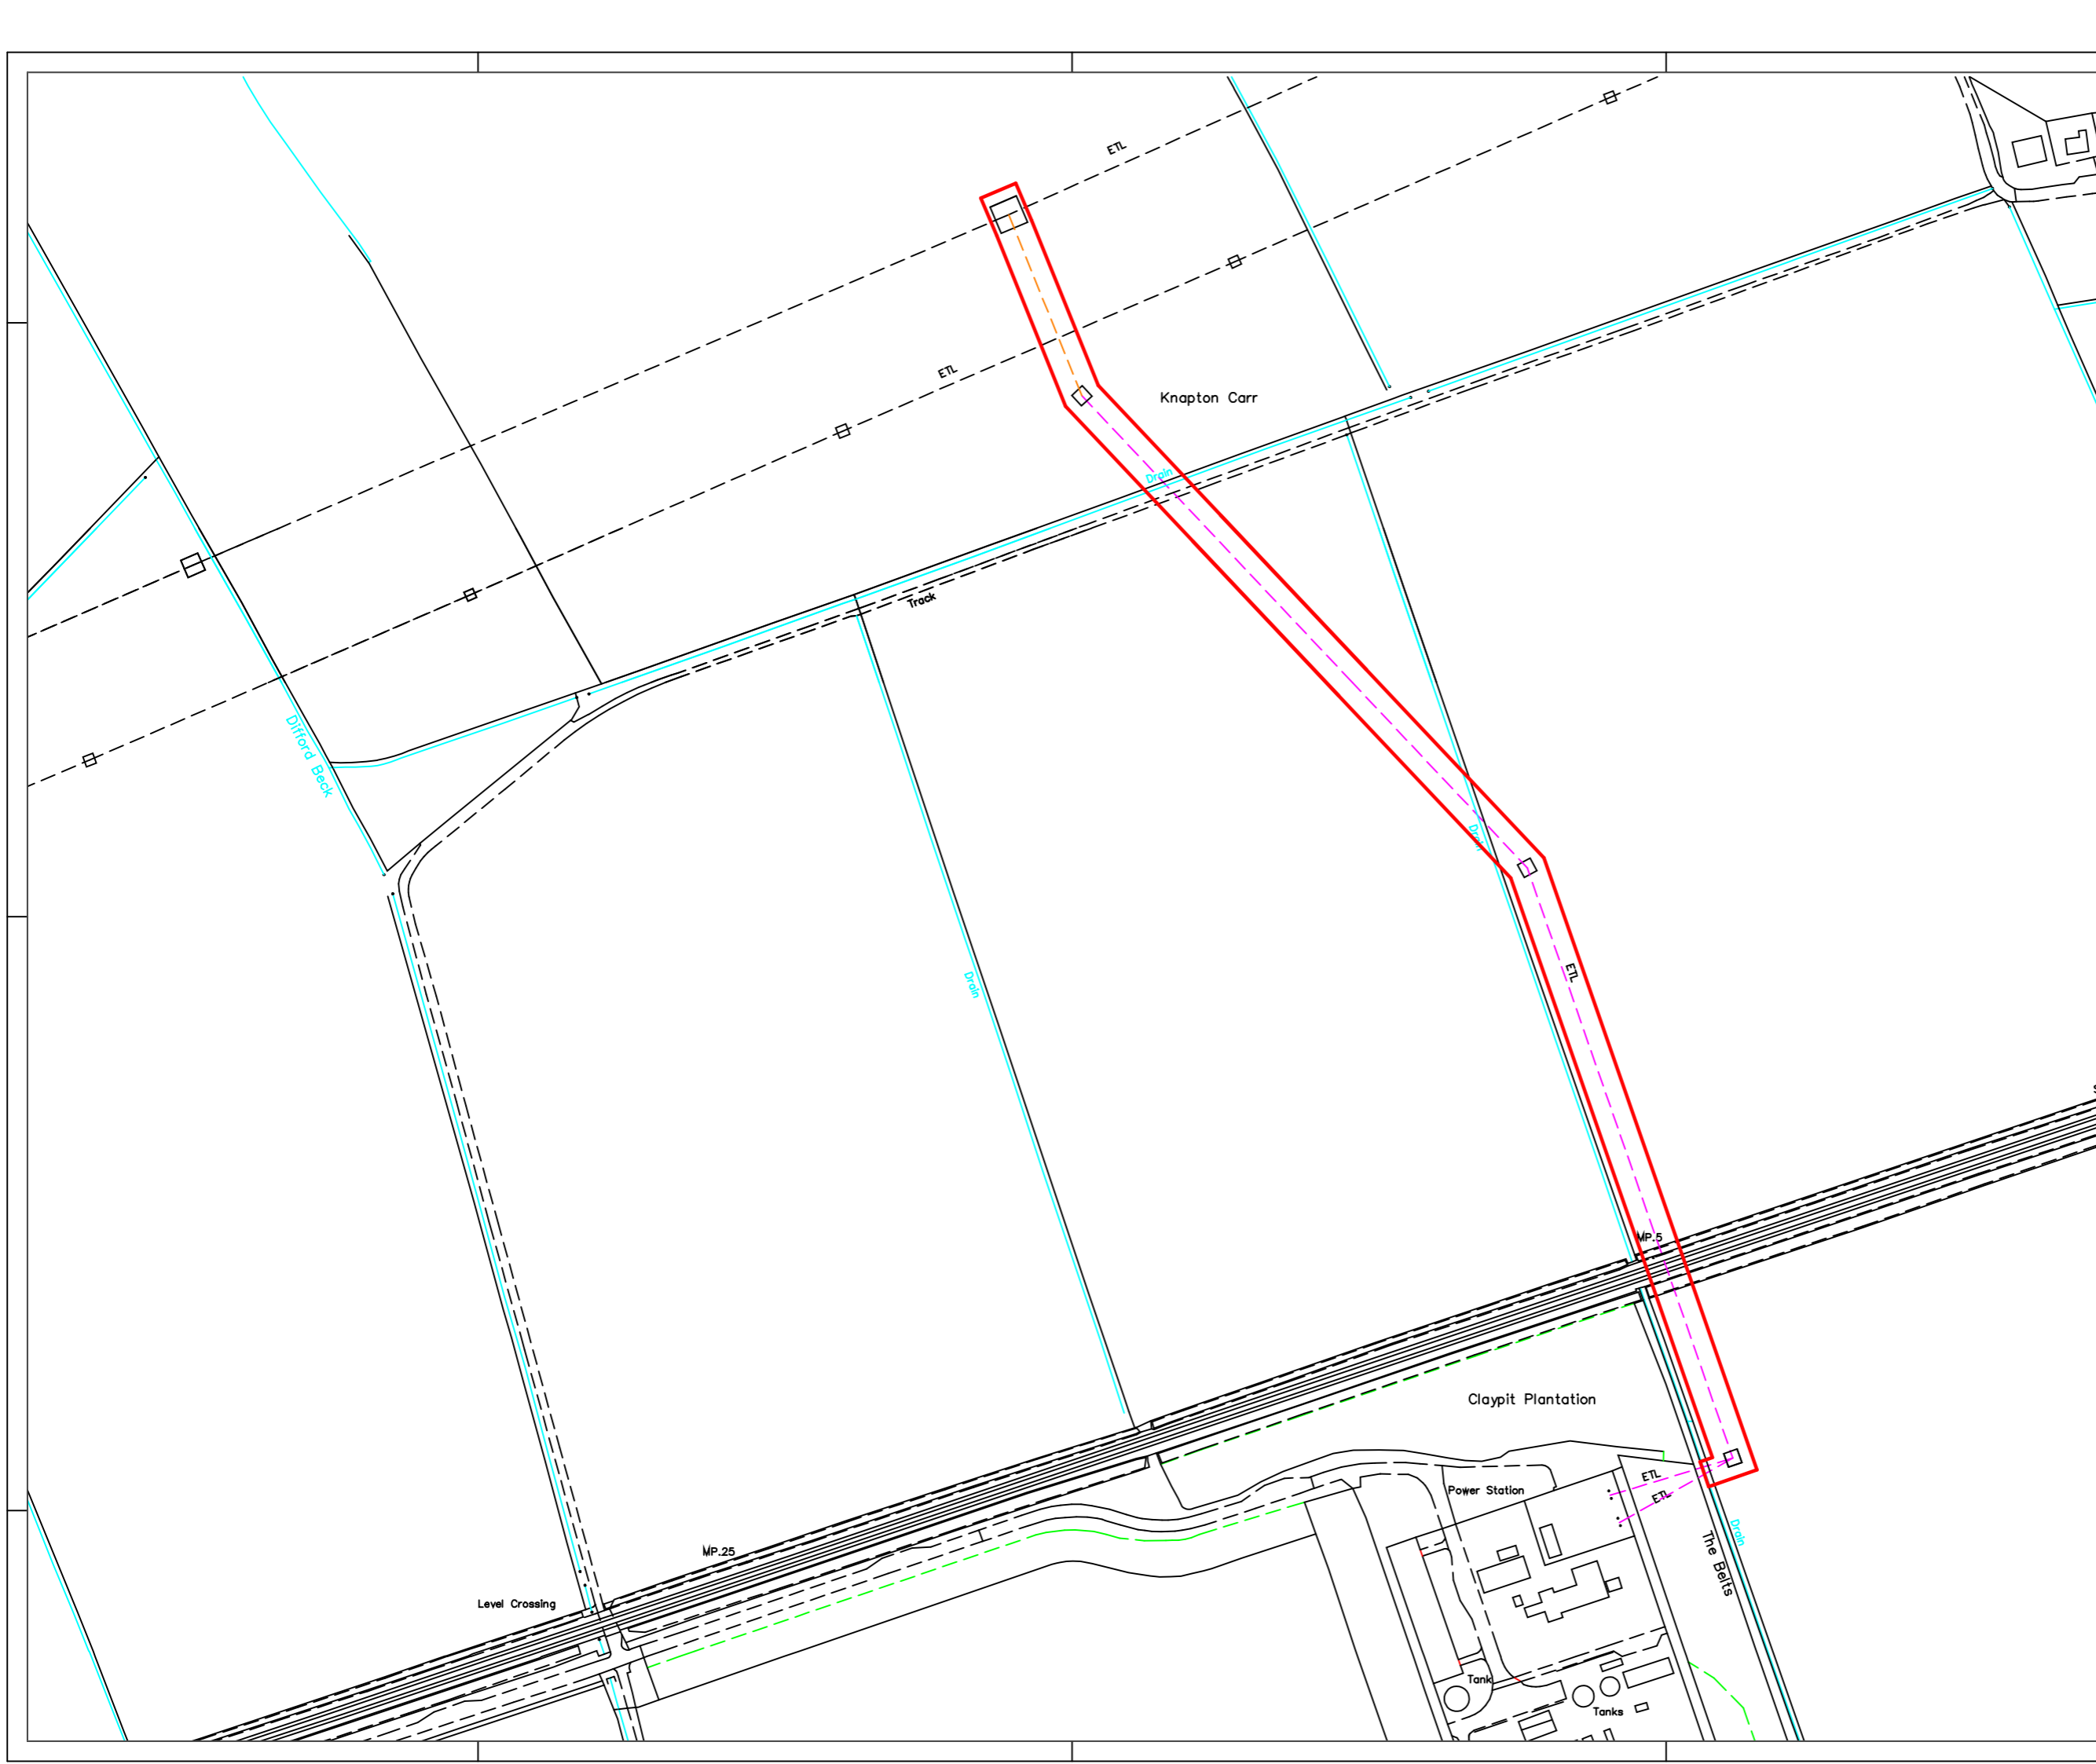 ETL
ETL
Knapton Carr
Drain
Track
Difford Beck
Drain
Drain
ETL
MP.5
Claypit Plantation
ETL
Power Station
ETL
Drain
MP.25
The Belts
Level Crossing
Tank
Tanks